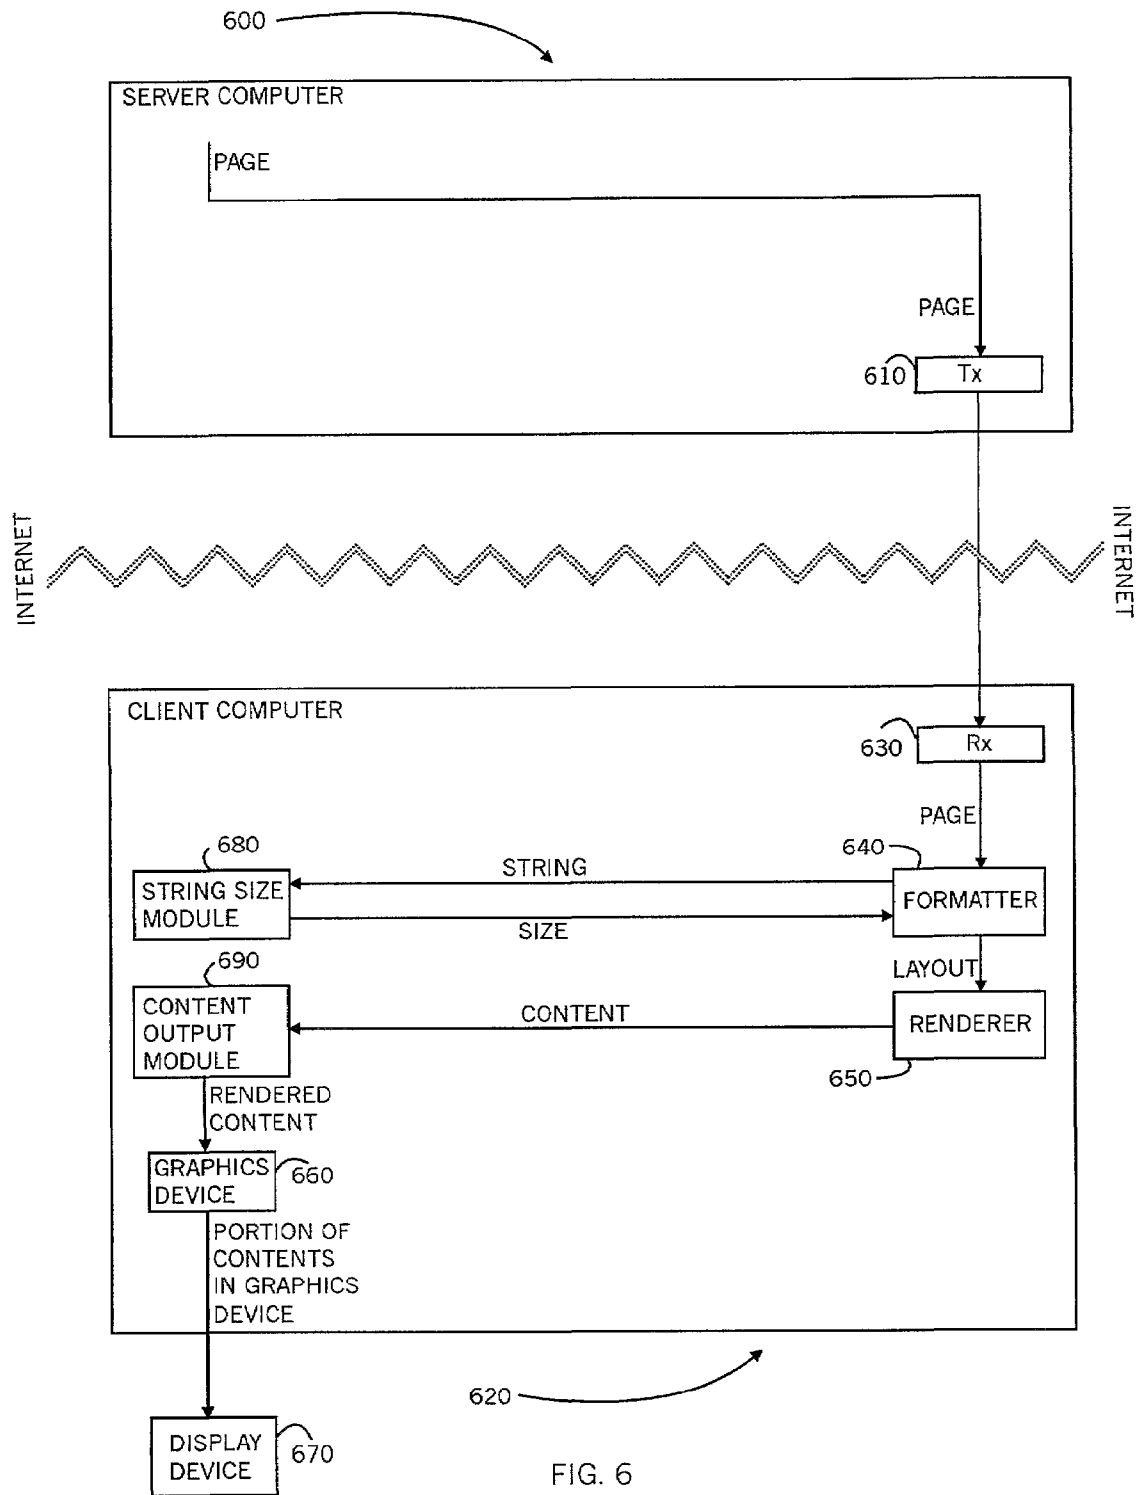 600
SERVER COMPUTER
PAGE
PAGE
610
Tx
INTERNET
INTERNET
CLIENT COMPUTER
630
Rx
PAGE
680
640
STRING
STRING SIZE
MODULE
FORMATTER
SIZE
690
LAYOUT
CONTENT
OUTPUT
MODULE
CONTENT
RENDERER
650
RENDERED
CONTENT
GRAPHICS
DEVICE
660
PORTION OF
CONTENTS
IN GRAPHICS
DEVICE
620
DISPLAY
DEVICE
670
FIG. 6